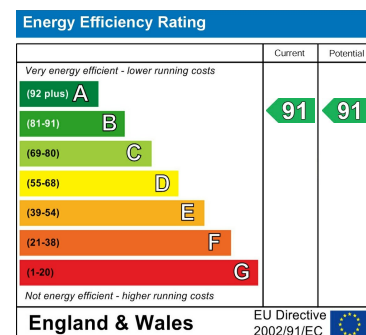 Energy Efficiency Rating
Current Potential
Very energy efficient - lower running costs
(92 plus) A
(81-91) B
91 91
(69-80) C
(55-68) D
(39-54) E
(21-38) F
(1-20) G
Not energy efficient - higher running costs
England & Wales
EU Directive
2002/91/EC